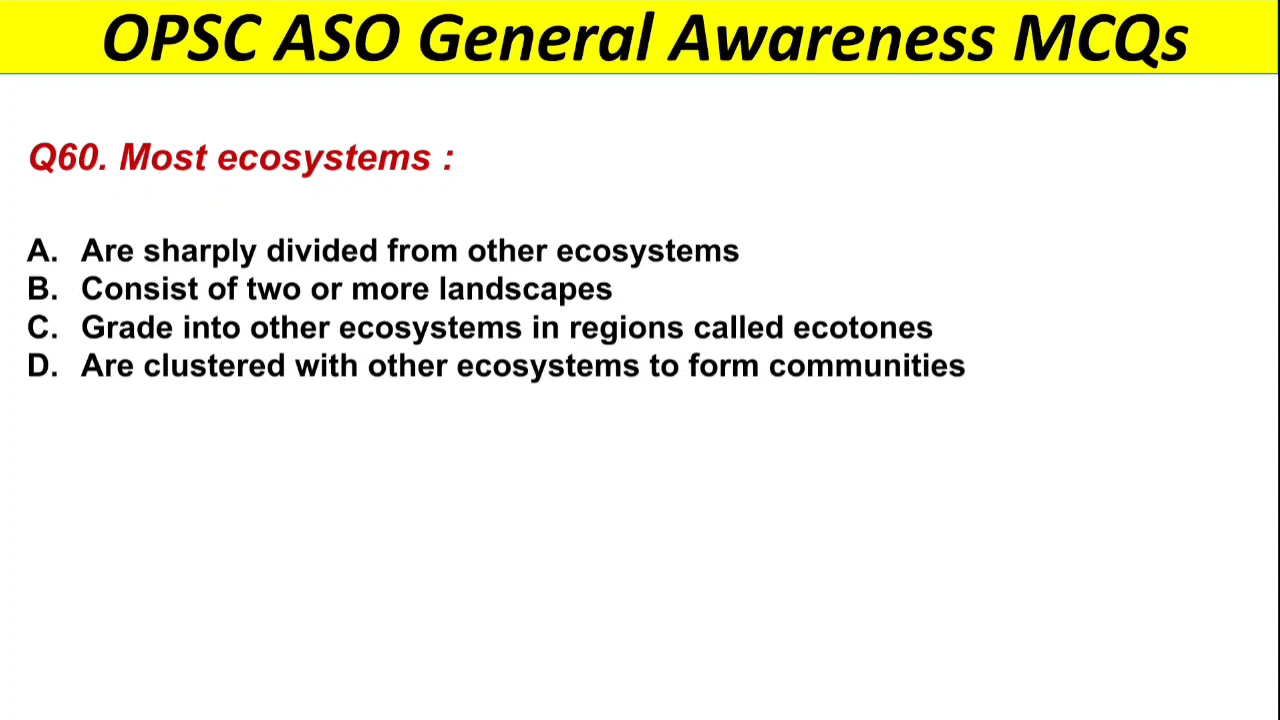 OPSC ASO General Awareness MCQs
Q60. Most ecosystems :
A. Are sharply divided from other ecosystems
B. Consist of two or more landscapes
C. Grade into other ecosystems in regions called ecotones
D. Are clustered with other ecosystems to form communities